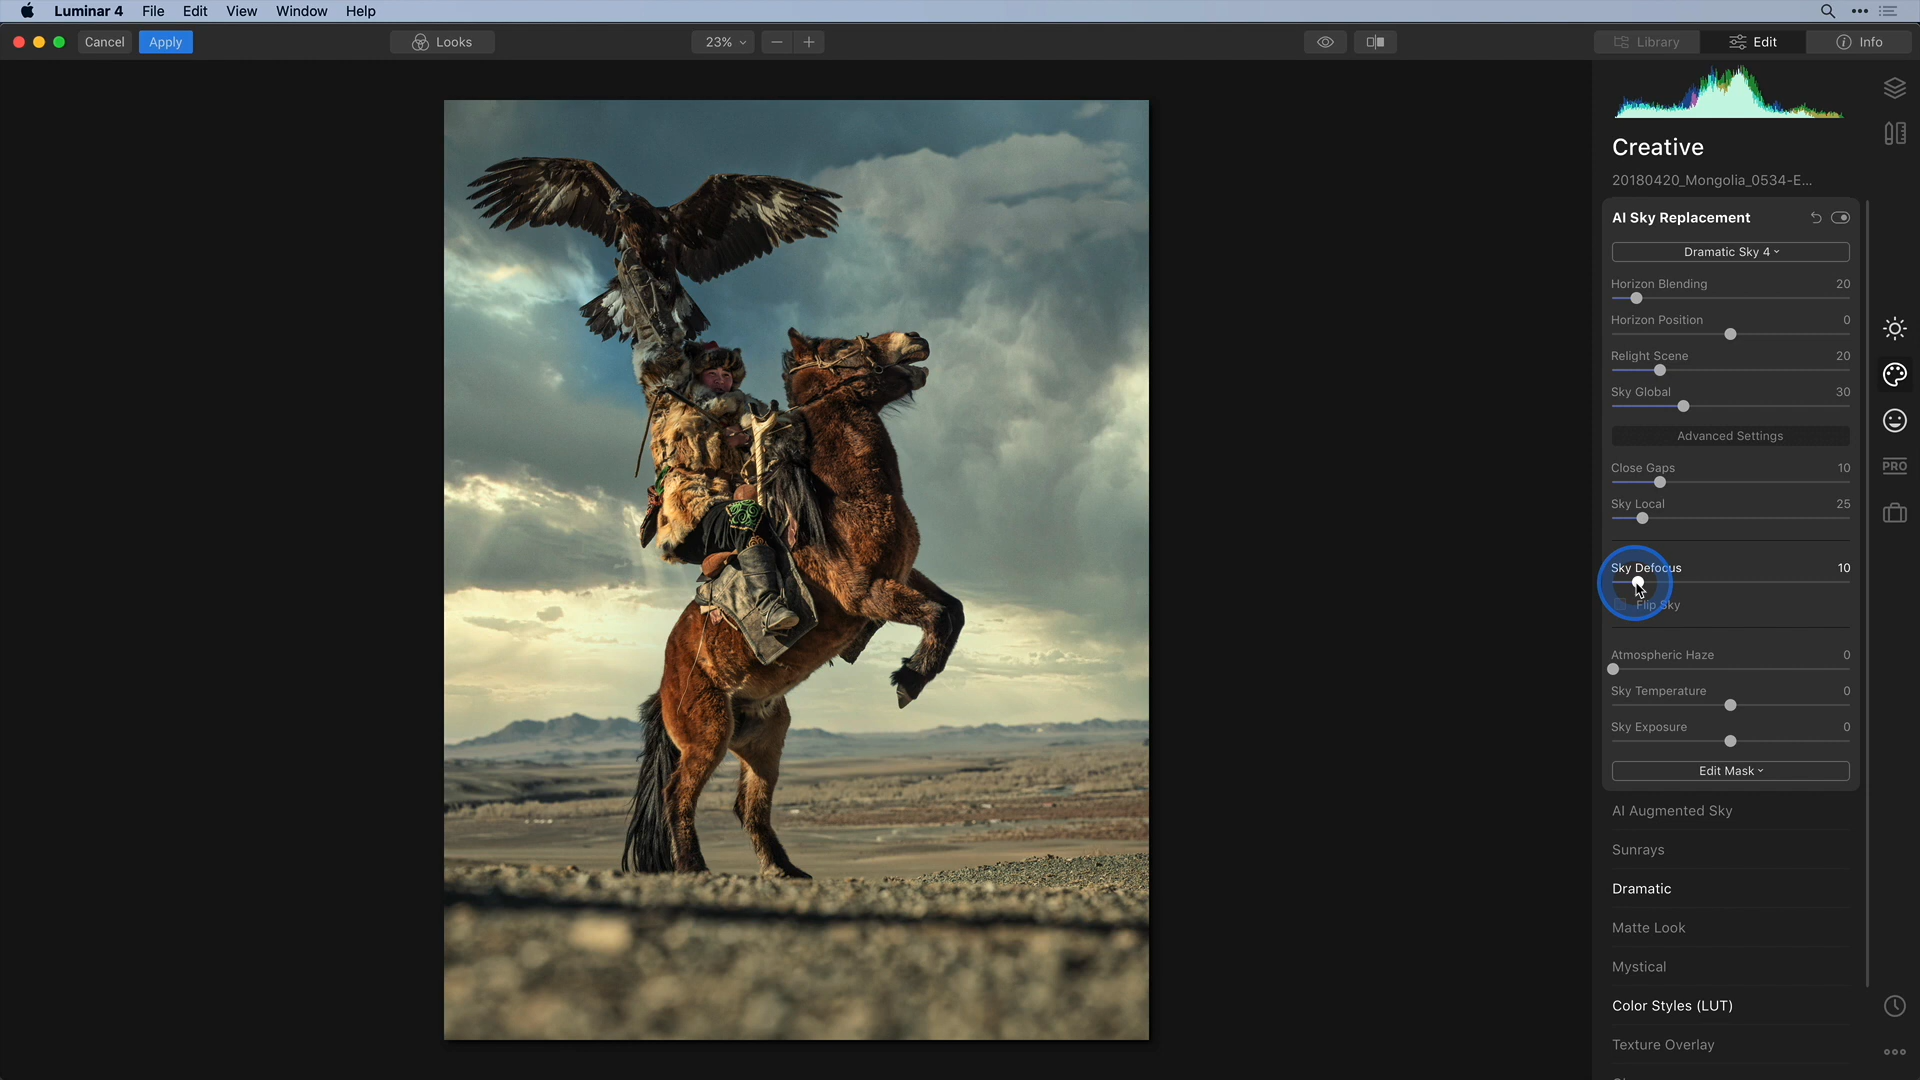 Luminar 4 File Edit View Window Help
Cancel Apply Looks 23% Library Edit Info
Creative
20180420_Mongolia_0534-E...
AI Sky Replacement
Dramatic Sky 4
Horizon Blending 20
Horizon Position 0
Relight Scene 20
Sky Global 30
Advanced Settings
Close Gaps 10
PRO
Sky Local 25
Sky Defocus 10
Flip Sky
Atmospheric Haze 0
Sky Temperature 0
Sky Exposure 0
Edit Mask
AI Augmented Sky
Sunrays
Dramatic
Matte Look
Mystical
Color Styles (LUT)
Texture Overlay